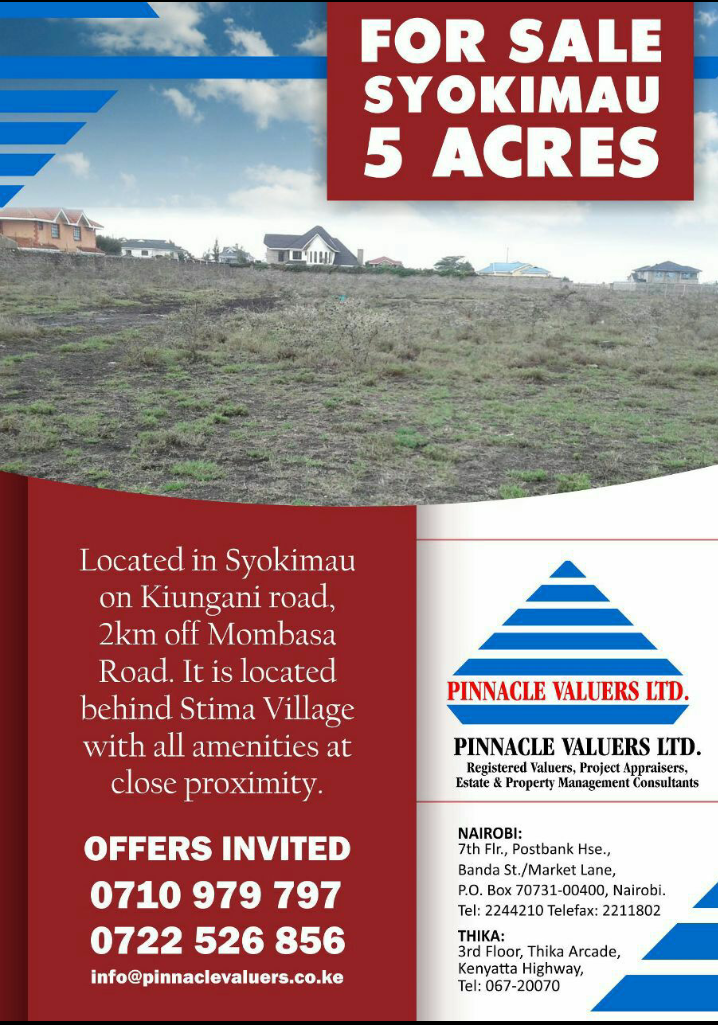 FOR SALE
SYOKIMAU
5 ACRES
Located in Syokimau
on Kiungani road,
2km off Mombasa
Road. It is located
behind Stima Village
with all amenities at
close proximity.
OFFERS INVITED
0710 979 797
0722 526 856
info@pinnaclevaluers.co.ke
PINNACLE VALUERS LTD.
PINNACLE VALUERS LTD.
Registered Valuers, Project Appraisers,
Estate & Property Management Consultants
NAIROBI:
7th Flr., Postbank Hse.,
Banda St./Market Lane,
P.O. Box 70731-00400, Nairobi.
Tel: 2244210 Telefax: 2211802
THIKA:
3rd Floor, Thika Arcade,
Kenyatta Highway,
Tel: 067-20070